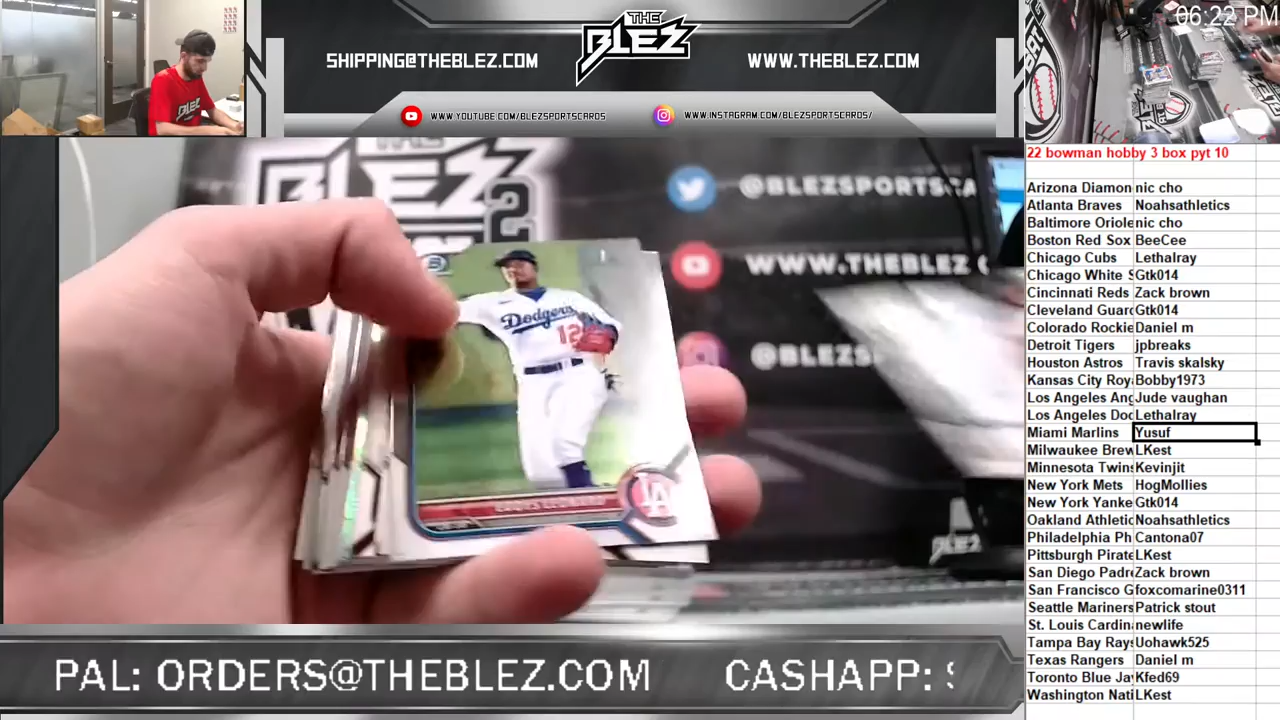 THE
BLEZ
SHIPPING@THEBLEZ.COM
WWW.THEBLEZ.COM
WWW.YOUTUBE.COM/BLEZSPORTSCARDS
WWW.INSTAGRAM.COM/BLEZSPORTSCARDS/
06:22 PM
22 bowman hobby 3 box pyt 10
Arizona Diamon nic cho
Atlanta Braves Noahsathletics
Baltimore Oriole nic cho
Boston Red Sox BeeCee
Chicago Cubs Lethalray
Chicago White S Gtk014
Cincinnati Reds Zack brown
Cleveland Guard Gtk014
Colorado Rockie Daniel m
Detroit Tigers jpbreaks
Houston Astros Travis skalsky
Kansas City Roy Bobby1973
Los Angeles Ang Jude vaughan
Los Angeles Doc Lethalray
Miami Marlins Yusuf
Milwaukee Brew LKest
Minnesota Twins Kevinjit
New York Mets HogMollies
New York Yanke Gtk014
Oakland Athletic Noahsathletics
Philadelphia Ph Cantona07
Pittsburgh Pirate LKest
San Diego Padre Zack brown
San Francisco G foxcomarine0311
Seattle Mariners Patrick stout
St. Louis Cardina newlife
Tampa Bay Rays Uohawk525
Texas Rangers Daniel m
Toronto Blue Jay Kfed69
Washington Nati LKest
THE
BLEZ
2
@BLEZSPORTSCA
WWW.THEBLEZ
@BLEZS
Dodgers
12
LA
BLEZ
PAL: ORDERS@THEBLEZ.COM CASHAPP: